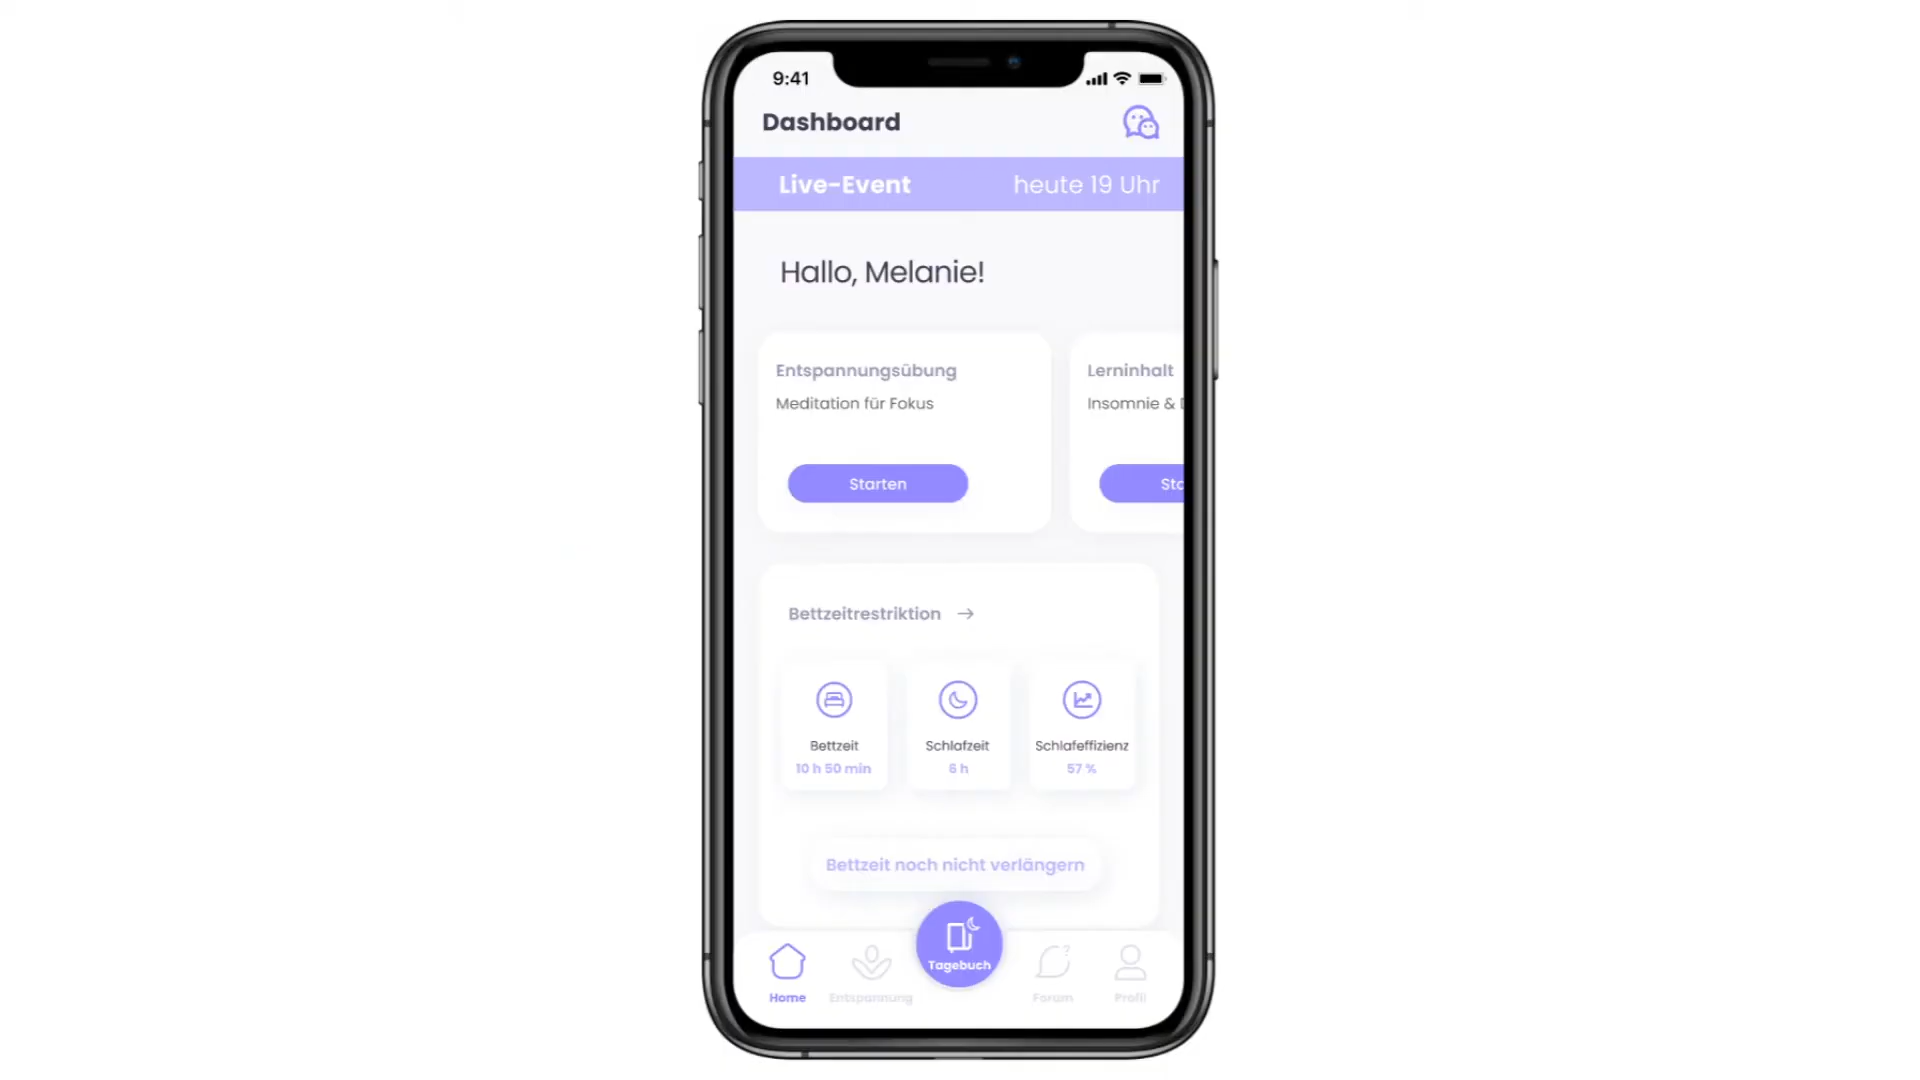 9:41
Dashboard
Live-Event heute 19 Uhr
Hallo, Melanie!
Entspannungsübung
Meditation für Fokus
Starten
Lerninhalt
Insomnie &
Bettzeitrestriktion →
Bettzeit
10 h 50 min
Schlafzeit
6 h
Schlafeffizienz
57 %
Bettzeit noch nicht verlängern
Home
Entspannung
Tagebuch
Forum
Profil